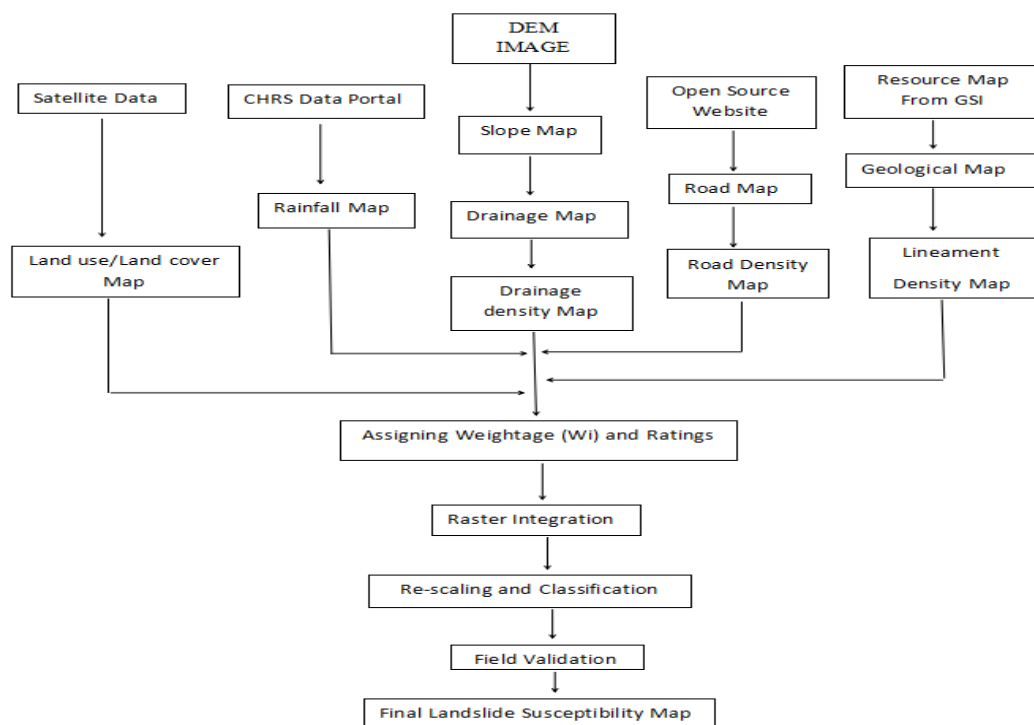 DEM
IMAGE
Satellite Data
CHRS Data Portal
Open Source
Website
Resource Map
From GSI
Slope Map
Geological Map
Rainfall Map
Drainage Map
Road Map
Land use/Land cover
Map
Drainage
density Map
Road Density
Map
Lineament
Density Map
Assigning Weightage (Wi) and Ratings
Raster Integration
Re-scaling and Classification
Field Validation
Final Landslide Susceptibility Map